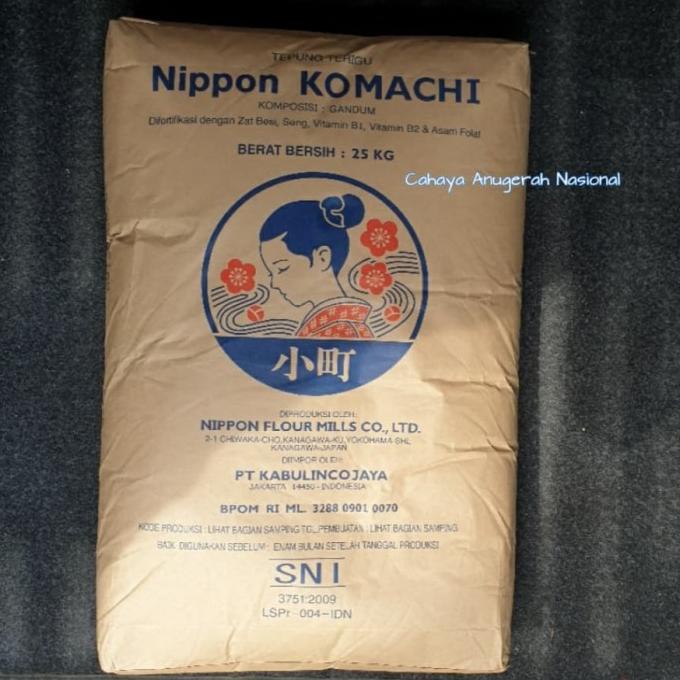 TEPUNG TERIGU
Nippon KOMACHI
KOMPOSISI : GANDUM
Difortifikasi dengan Zat Besi, Seng, Vitamin B1, Vitamin B2 & Asam Folat
BERAT BERSIH : 25 KG
Cahaya Anugerah Nasional
小町
DIPRODUKSI OLEH:
NIPPON FLOUR MILLS CO., LTD.
2-1 CHIWAKA-CHO, KANAGAWA-KU, YOKOHAMA-SHI,
KANAGAWA-JAPAN
DIIMPOR OLEH:
PT KABULINCOJAYA
JAKARTA 14450 - INDONESIA
BPOM RI ML. 3288 0901 0070
KODE PRODUKSI : LIHAT BAGIAN SAMPING TGL.PEMBUATAN : LIHAT BAGIAN SAMPING
BAIK DIGUNAKAN SEBELUM : ENAM BULAN SETELAH TANGGAL PRODUKSI
SNI
3751:2009
LSPr-004-IDN